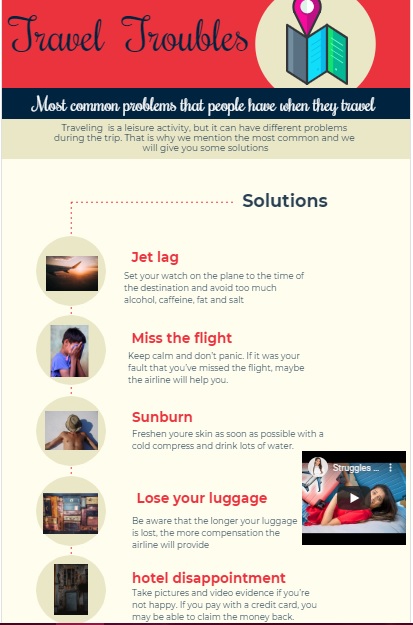 Travel Troubles
Most common problems that people have when they travel
Traveling is a leisure activity, but it can have different problems
during the trip. That is why we mention the most common and we
will give you some solutions
Solutions
Jet lag
Set your watch on the plane to the time of
the destination and avoid too much
alcohol, caffeine, fat and salt
Miss the flight
Keep calm and don't panic. If it was your
fault that you've missed the flight, maybe
the airline will help you.
Sunburn
Freshen youre skin as soon as possible with a
cold compress and drink lots of water.
Struggles ...
Lose your luggage
Be aware that the longer your luggage
is lost, the more compensation the
airline will provide
hotel disappointment
Take pictures and video evidence if you're
not happy. If you pay with a credit card, you
may be able to claim the money back.